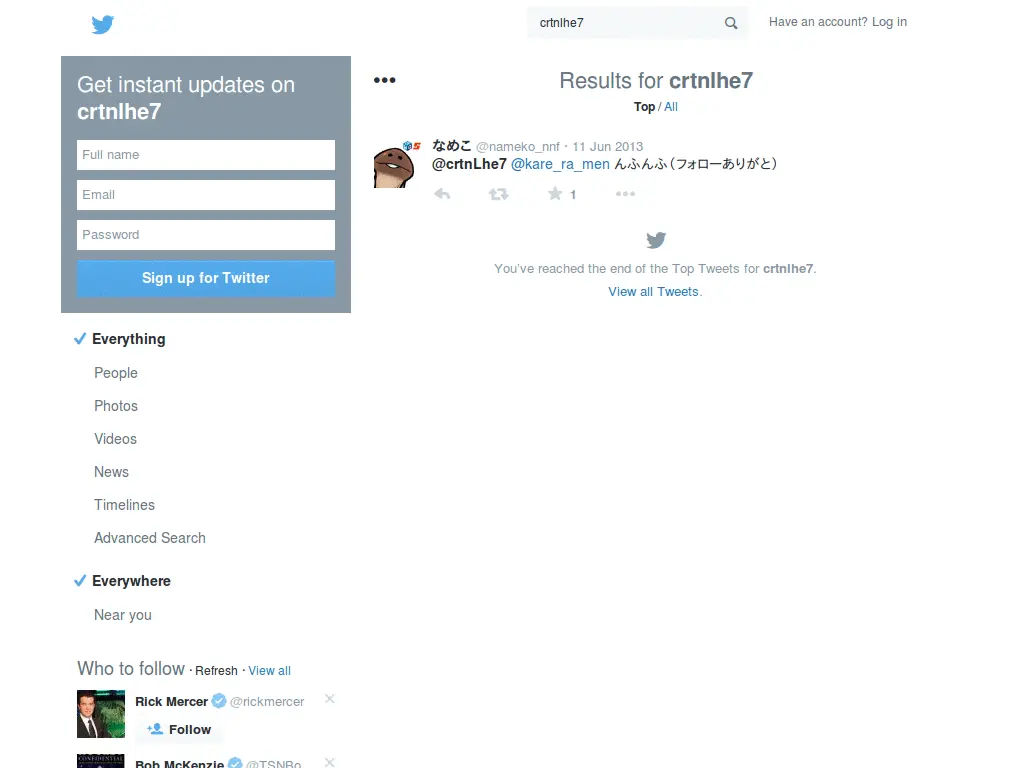 crtnlhe7
Have an account? Log in
Get instant updates on
crtnlhe7
Full name
Email
Password
Sign up for Twitter
Everything
People
Photos
Videos
News
Timelines
Advanced Search
Everywhere
Near you
Who to follow · Refresh · View all
Rick Mercer @rickmercer
Follow
CONFIDENTIAL
Bob McKenzie @TSNBo
Results for crtnlhe7
Top / All
なめこ @nameko_nnf · 11 Jun 2013
@crtnLhe7 @kare_ra_men んふんふ(フォローありがと)
1
You've reached the end of the Top Tweets for crtnlhe7.
View all Tweets.